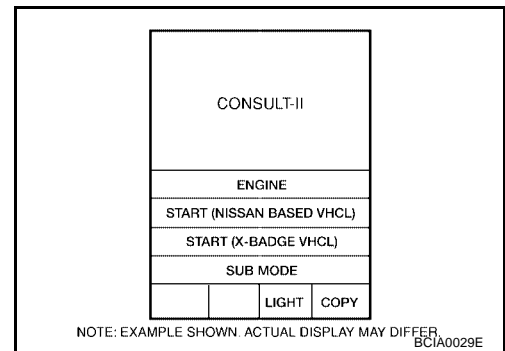 CONSULT-II
ENGINE
START (NISSAN BASED VHCL)
START (X-BADGE VHCL)
SUB MODE
LIGHT COPY
NOTE: EXAMPLE SHOWN. ACTUAL DISPLAY MAY DIFFER.
BCIA0029E